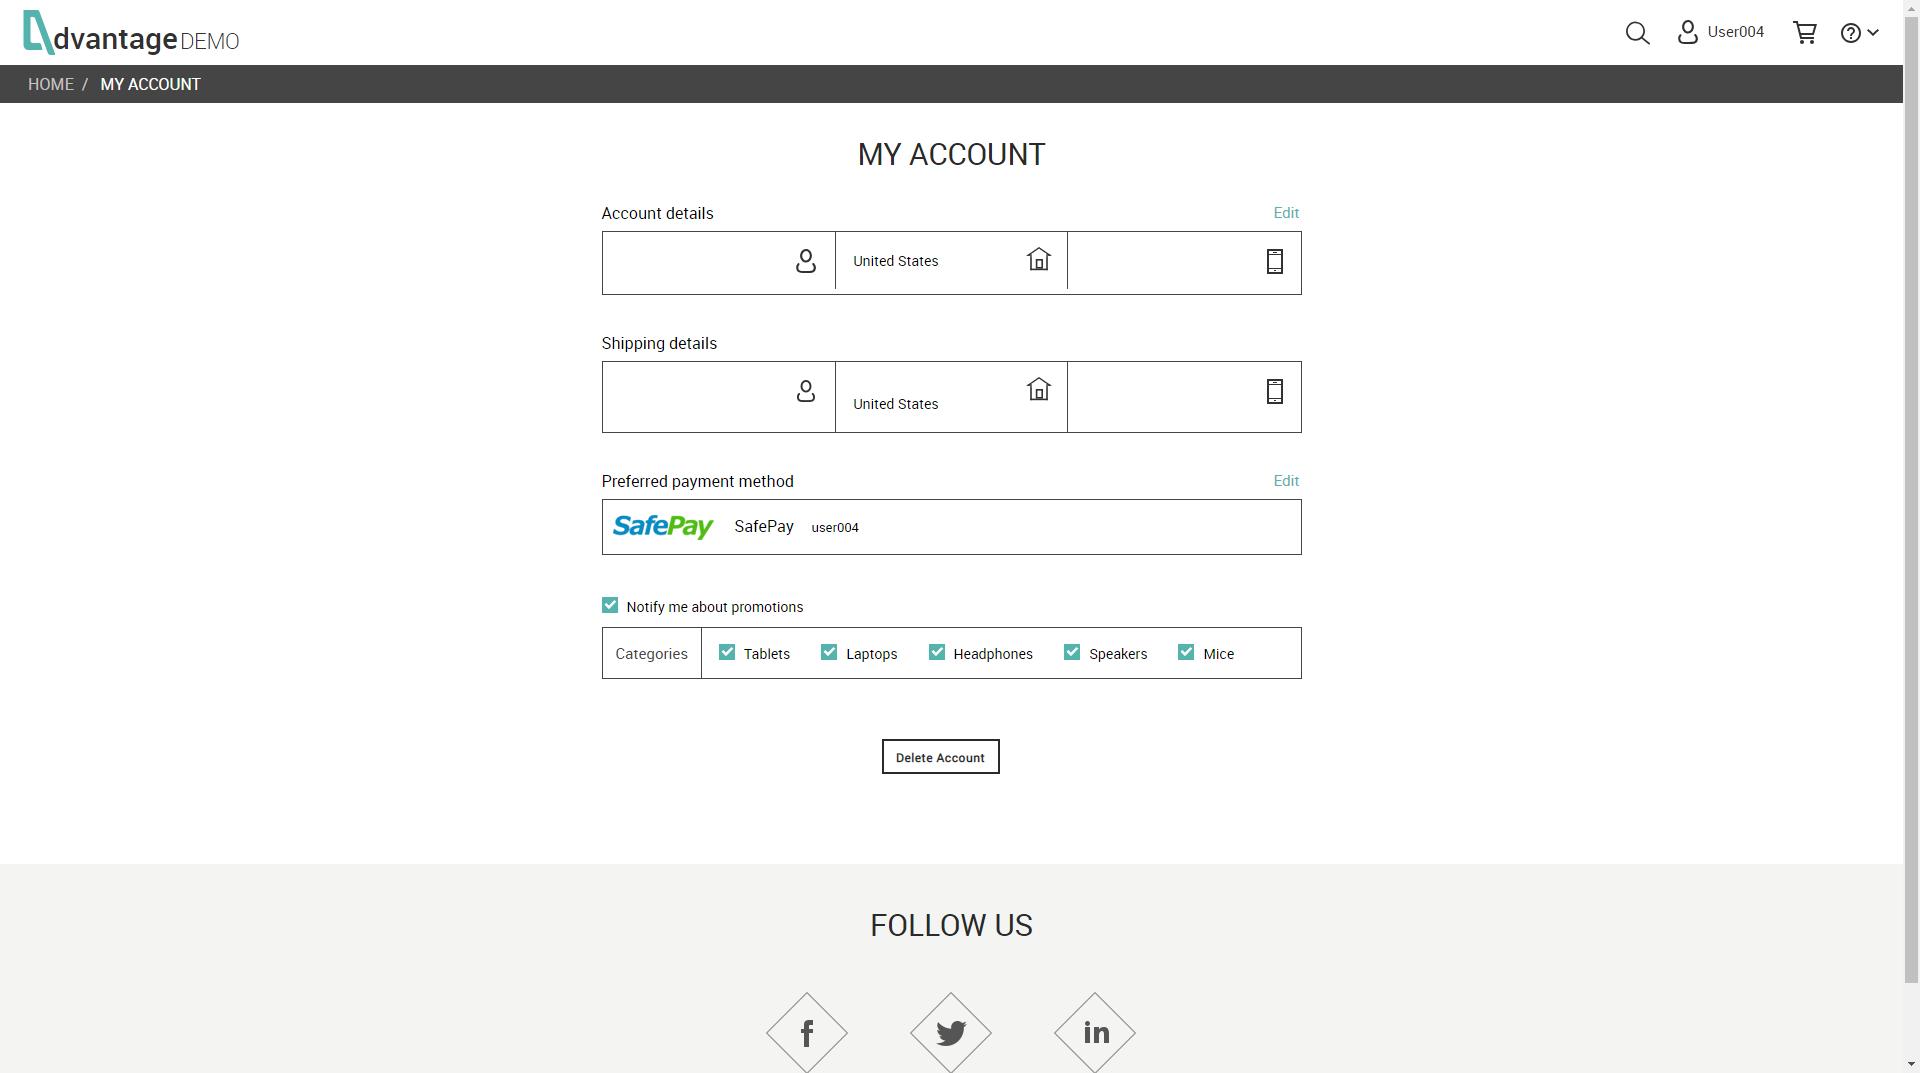 dvantage DEMO
User004
HOME / MY ACCOUNT
MY ACCOUNT
Account details Edit
United States
Shipping details
United States
Preferred payment method Edit
SafePay SafePay user004
Notify me about promotions
Categories Tablets Laptops Headphones Speakers Mice
Delete Account
FOLLOW US
f in